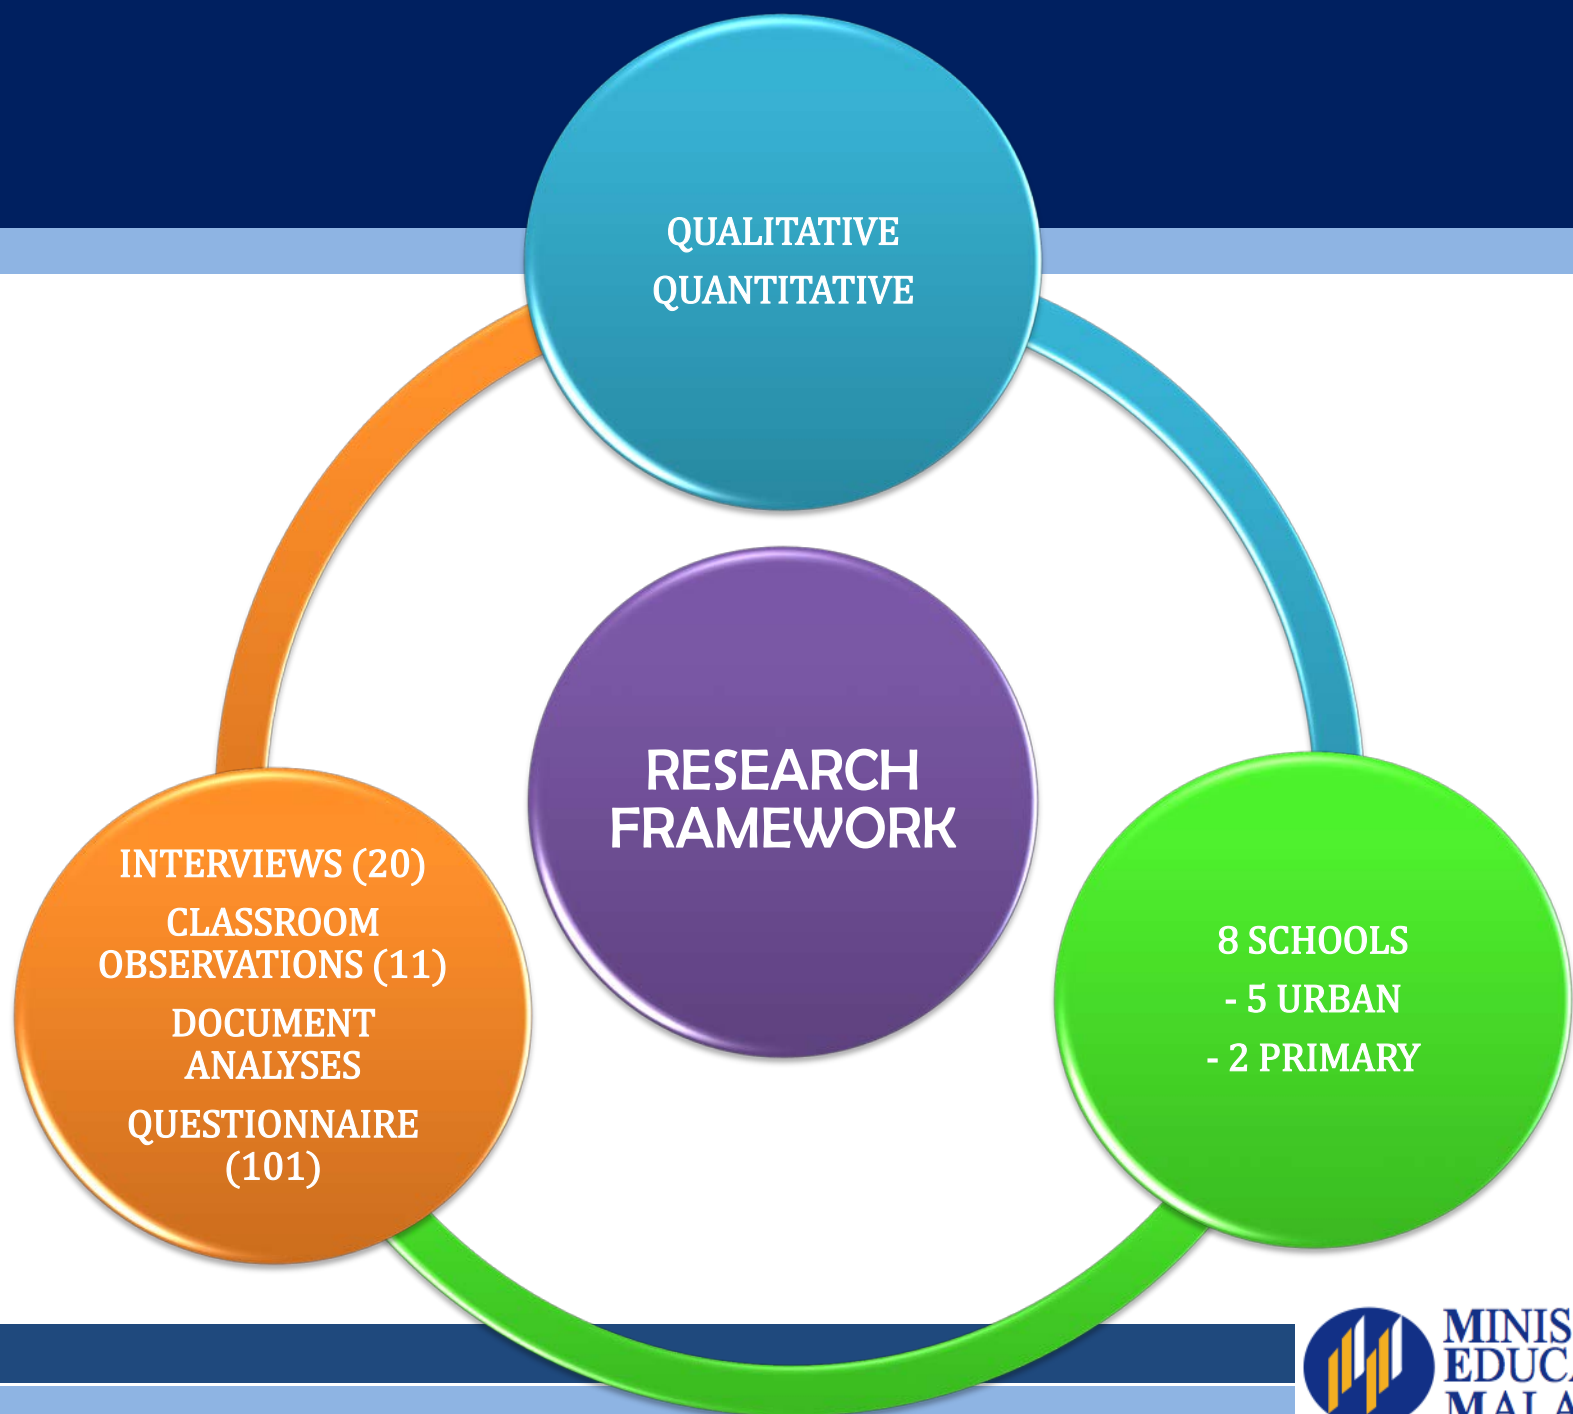 QUALITATIVE
QUANTITATIVE
RESEARCH
FRAMEWORK
INTERVIEWS (20)
CLASSROOM
OBSERVATIONS (11)
DOCUMENT
ANALYSES
QUESTIONNAIRE
(101)
8 SCHOOLS
- 5 URBAN
- 2 PRIMARY